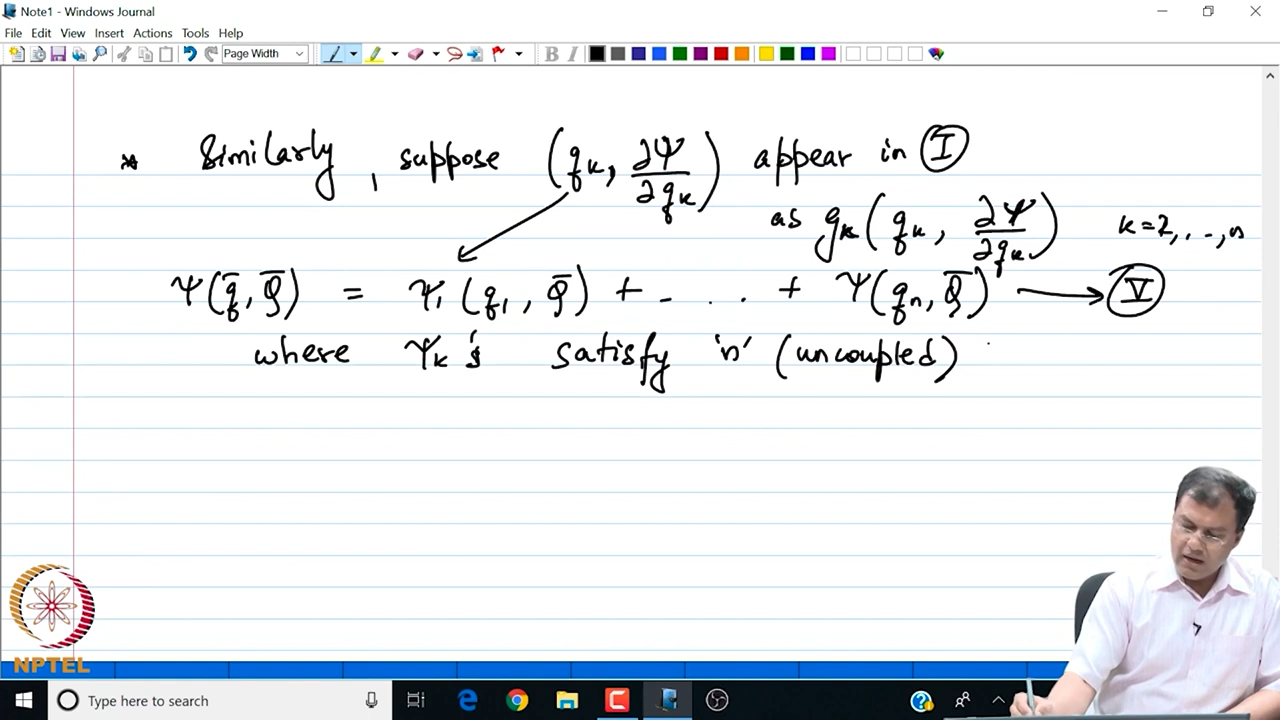 Note1 - Windows Journal
File Edit View Insert Actions Tools Help
Page Width
* Similarly, suppose (qₖ, ∂Ψ/∂qₖ) appear in Ⓘ
as gₖ(qₖ, ∂Ψ/∂qₖ) k=2,...,n
Ψ(q̄, Q̄) = Ψ₁(q₁, Q̄) + - . . . + Ψ(qₙ, Q̄) → Ⓥ
where Ψₖ's satisfy 'n' (uncoupled)
NPTEL
Type here to search